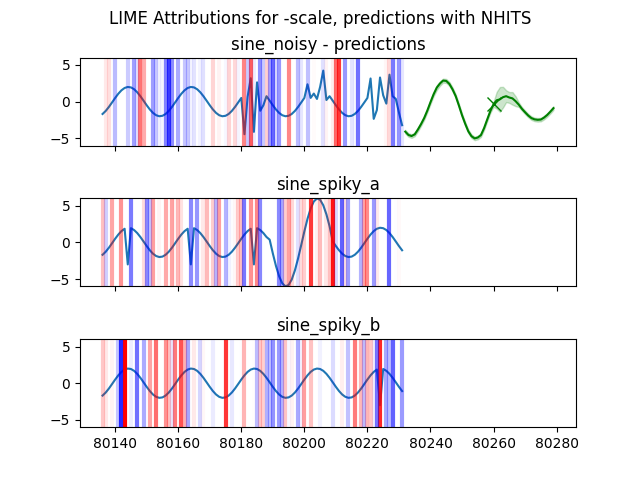 LIME Attributions for -scale, predictions with NHITS
sine_noisy - predictions
5
0
−5
sine_spiky_a
5
0
−5
sine_spiky_b
5
0
−5
80140 80160 80180 80200 80220 80240 80260 80280